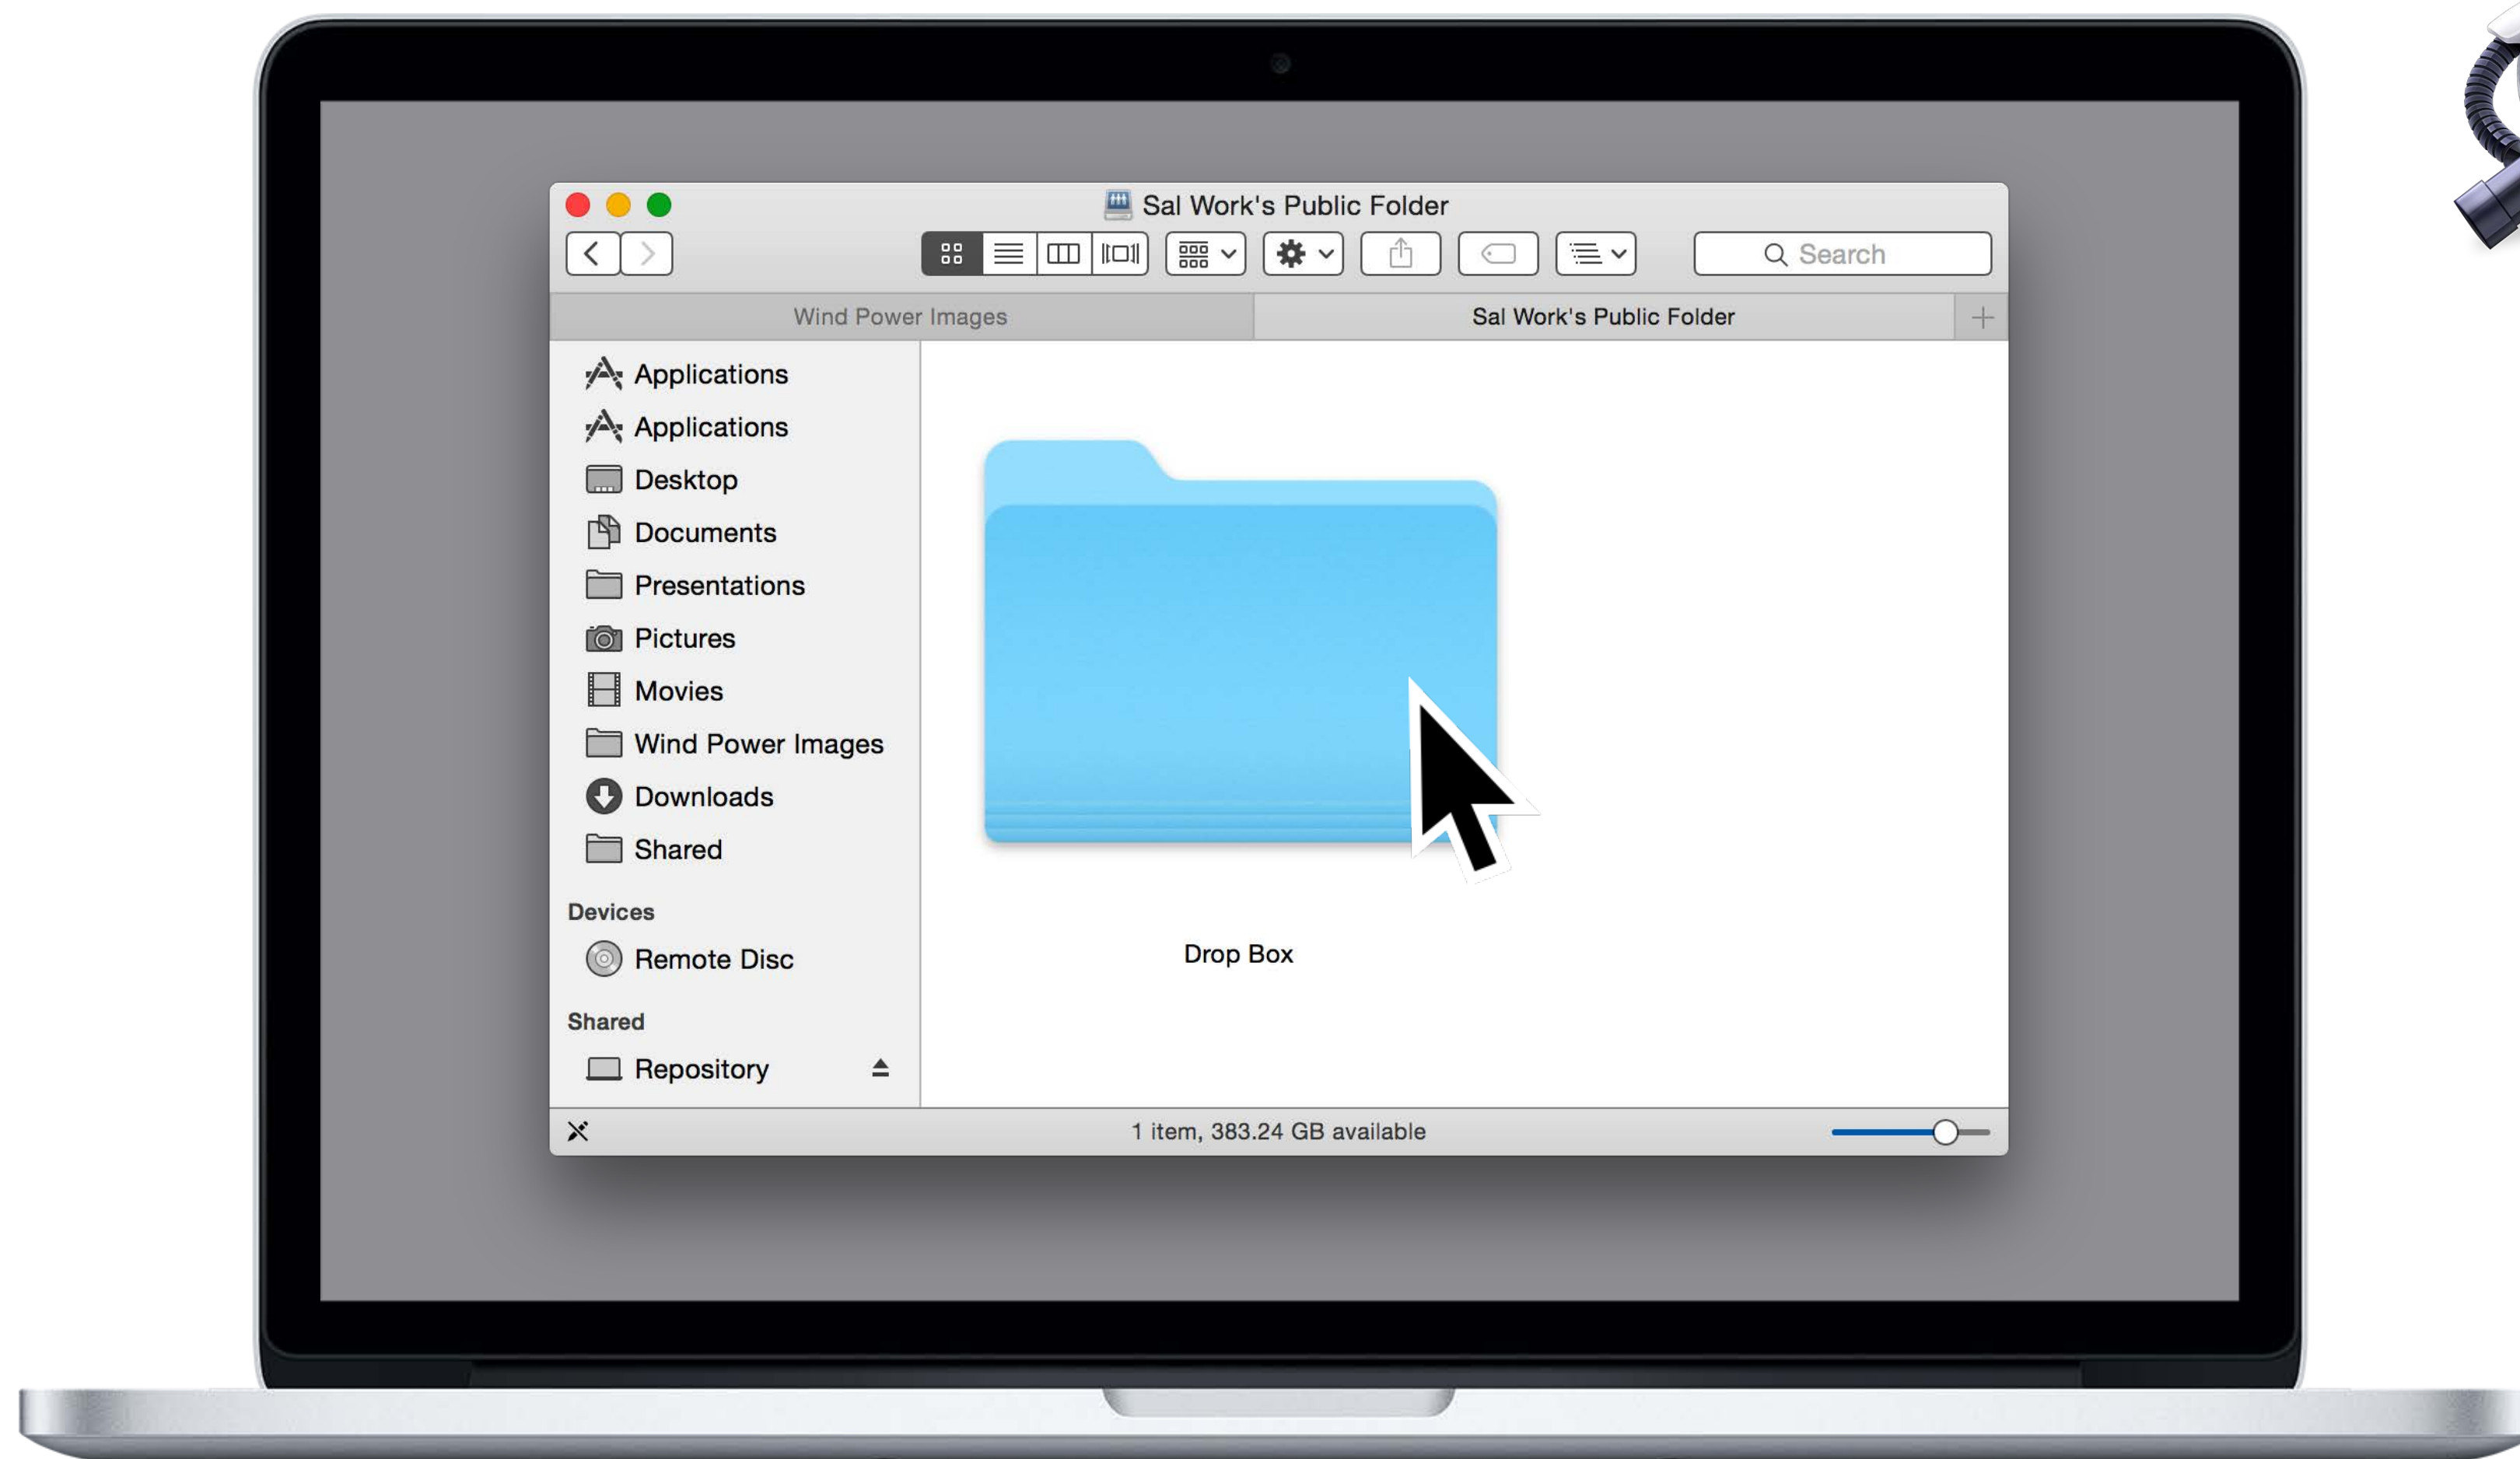 Sal Work's Public Folder
Search
Wind Power Images
Sal Work's Public Folder
Applications
Applications
Desktop
Documents
Presentations
Pictures
Movies
Wind Power Images
Downloads
Shared
Devices
Remote Disc
Shared
Repository
Drop Box
1 item, 383.24 GB available